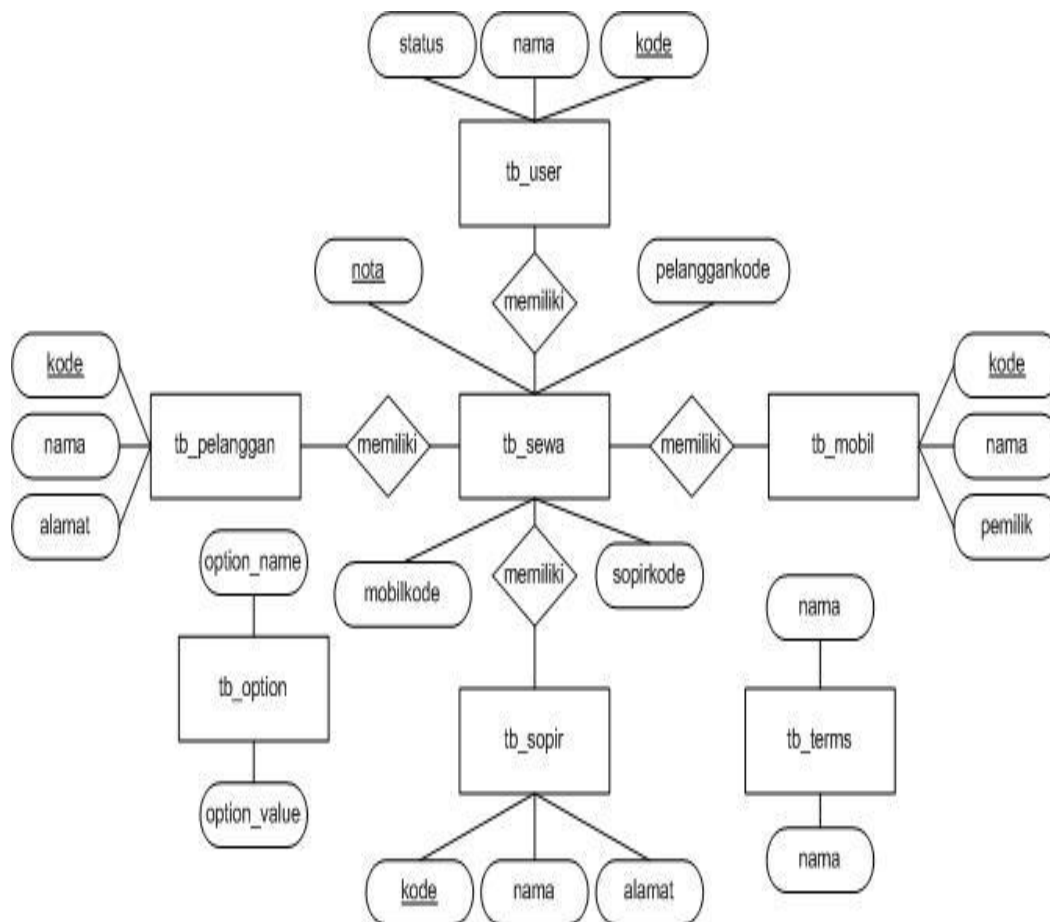 status
nama
kode
tb_user
nota
memiliki
pelanggankode
kode
nama
alamat
tb_pelanggan
memiliki
tb_sewa
memiliki
tb_mobil
kode
nama
pemilik
option_name
tb_option
option_value
mobilkode
memiliki
sopirkode
nama
tb_terms
nama
tb_sopir
kode
nama
alamat